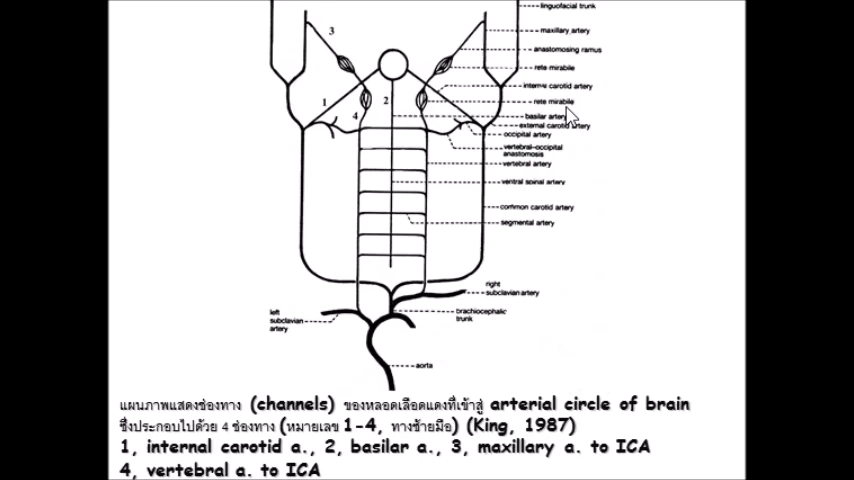 linguofacial trunk
3
maxillary artery
anastomosing ramus
rete mirabile
internal carotid artery
1
2
rete mirabile
4
basilar artery
external carotid artery
occipital artery
vertebral-occipital
anastomosis
vertebral artery
ventral spinal artery
common carotid artery
segmental artery
right
subclavian artery
left
subclavian
artery
brachiocephalic
trunk
aorta
แผนภาพแสดงช่องทาง (channels) ของหลอดเลือดแดงที่เข้าสู่ arterial circle of brain
ซึ่งประกอบไปด้วย 4 ช่องทาง (หมายเลข 1-4, ทางซ้ายมือ) (King, 1987)
1, internal carotid a., 2, basilar a., 3, maxillary a. to ICA
4, vertebral a. to ICA